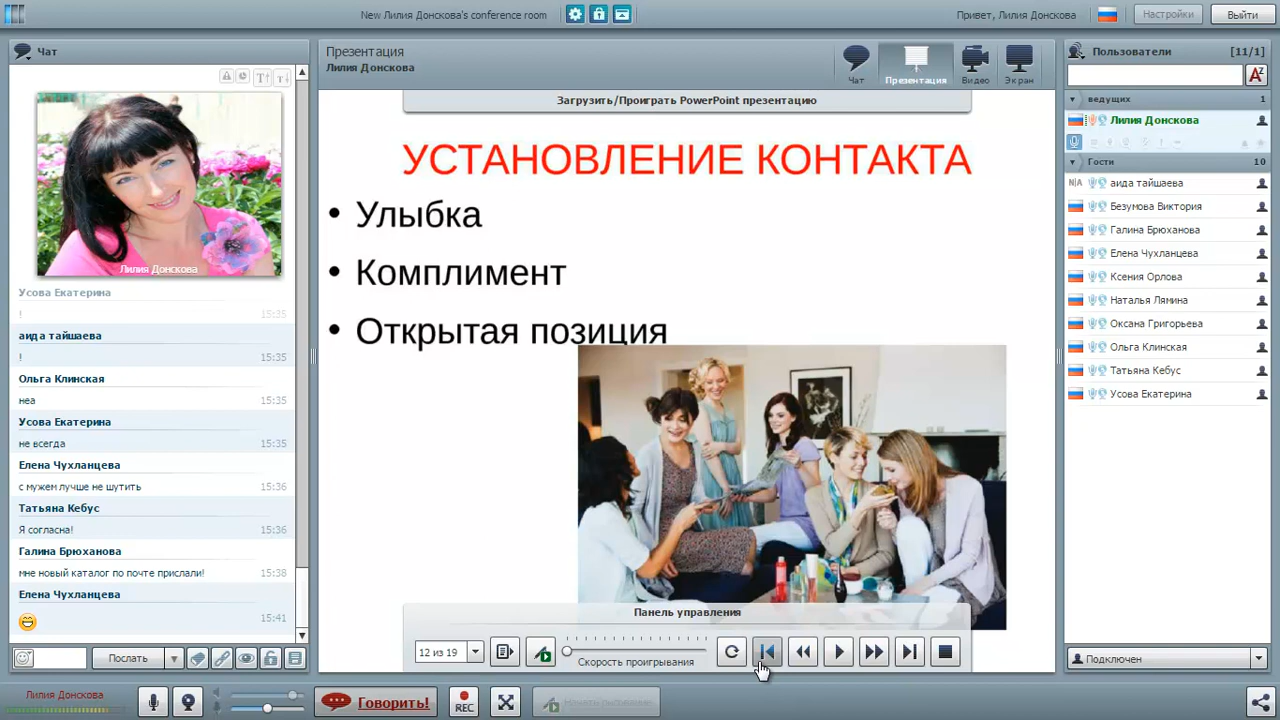 New Лилия Донскова's conference room
Привет, Лилия Донскова
Настройки
Выйти
Чат
Лилия Донскова
Усова Екатерина
!
15:35
аида тайшаева
!
15:35
Ольга Клинская
неа
15:35
Усова Екатерина
не всегда
15:35
Елена Чухланцева
с мужем лучше не шутить
15:36
Татьяна Кебус
Я согласна!
15:36
Галина Брюханова
мне новый каталог по почте прислали!
15:38
Елена Чухланцева
15:41
Послать
Презентация
Лилия Донскова
Чат
Презентация
Видео
Экран
Загрузить/Проиграть PowerPoint презентацию
УСТАНОВЛЕНИЕ КОНТАКТА
• Улыбка
• Комплимент
• Открытая позиция
Панель управления
12 из 19
Скорость проигрывания
Пользователи
[11/1]
ведущих
1
Лилия Донскова
Гости
10
N|A аида тайшаева
Безумова Виктория
Галина Брюханова
Елена Чухланцева
Ксения Орлова
Наталья Лямина
Оксана Григорьева
Ольга Клинская
Татьяна Кебус
Усова Екатерина
Подключен
Лилия Донскова
Говорить!
REC